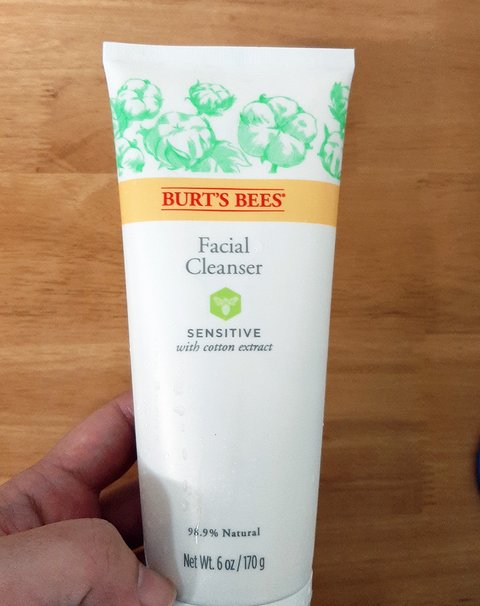 BURT'S BEES®
Facial
Cleanser
SENSITIVE
with cotton extract
98.9% Natural
Net Wt. 6 oz / 170 g